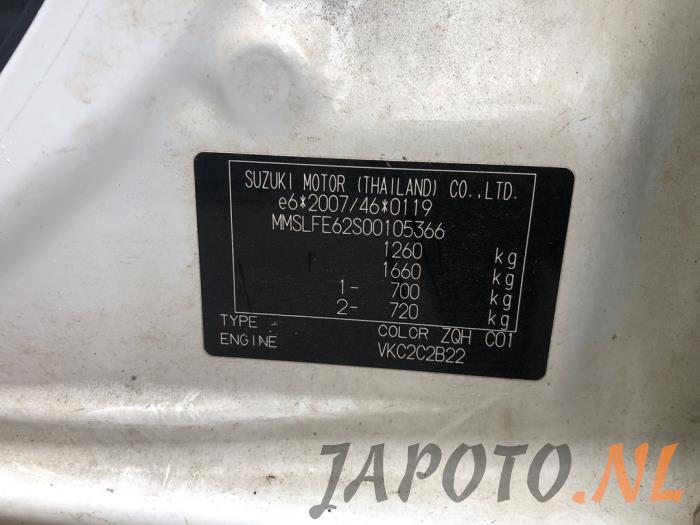 SUZUKI MOTOR (THAILAND) CO.,LTD.
e6*2007/46*0119
MMSLFE62S00105366
1260 kg
1660 kg
1- 700 kg
2- 720 kg
TYPE COLOR ZQH C01
ENGINE VKC2C2B22
JAPOTO.NL